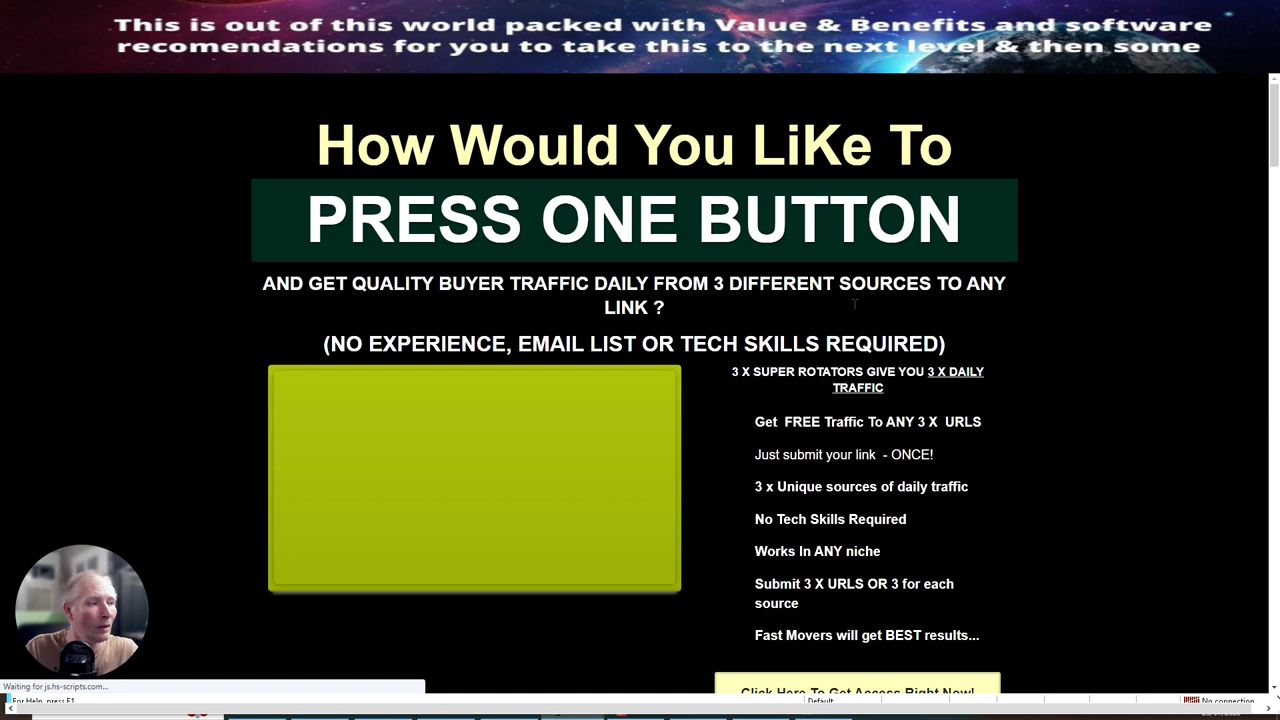 This is out of this world packed with Value & Benefits and software
recomendations for you to take this to the next level & then some
How Would You LiKe To
PRESS ONE BUTTON
AND GET QUALITY BUYER TRAFFIC DAILY FROM 3 DIFFERENT SOURCES TO ANY
LINK ?
(NO EXPERIENCE, EMAIL LIST OR TECH SKILLS REQUIRED)
3 X SUPER ROTATORS GIVE YOU 3 X DAILY
TRAFFIC
Get FREE Traffic To ANY 3 X URLS
Just submit your link - ONCE!
3 x Unique sources of daily traffic
No Tech Skills Required
Works In ANY niche
Submit 3 X URLS OR 3 for each
source
Fast Movers will get BEST results...
Click Here To Get Access Right Now!
Waiting for js.hs-scripts.com...
For Help, press F1
Default
No connection